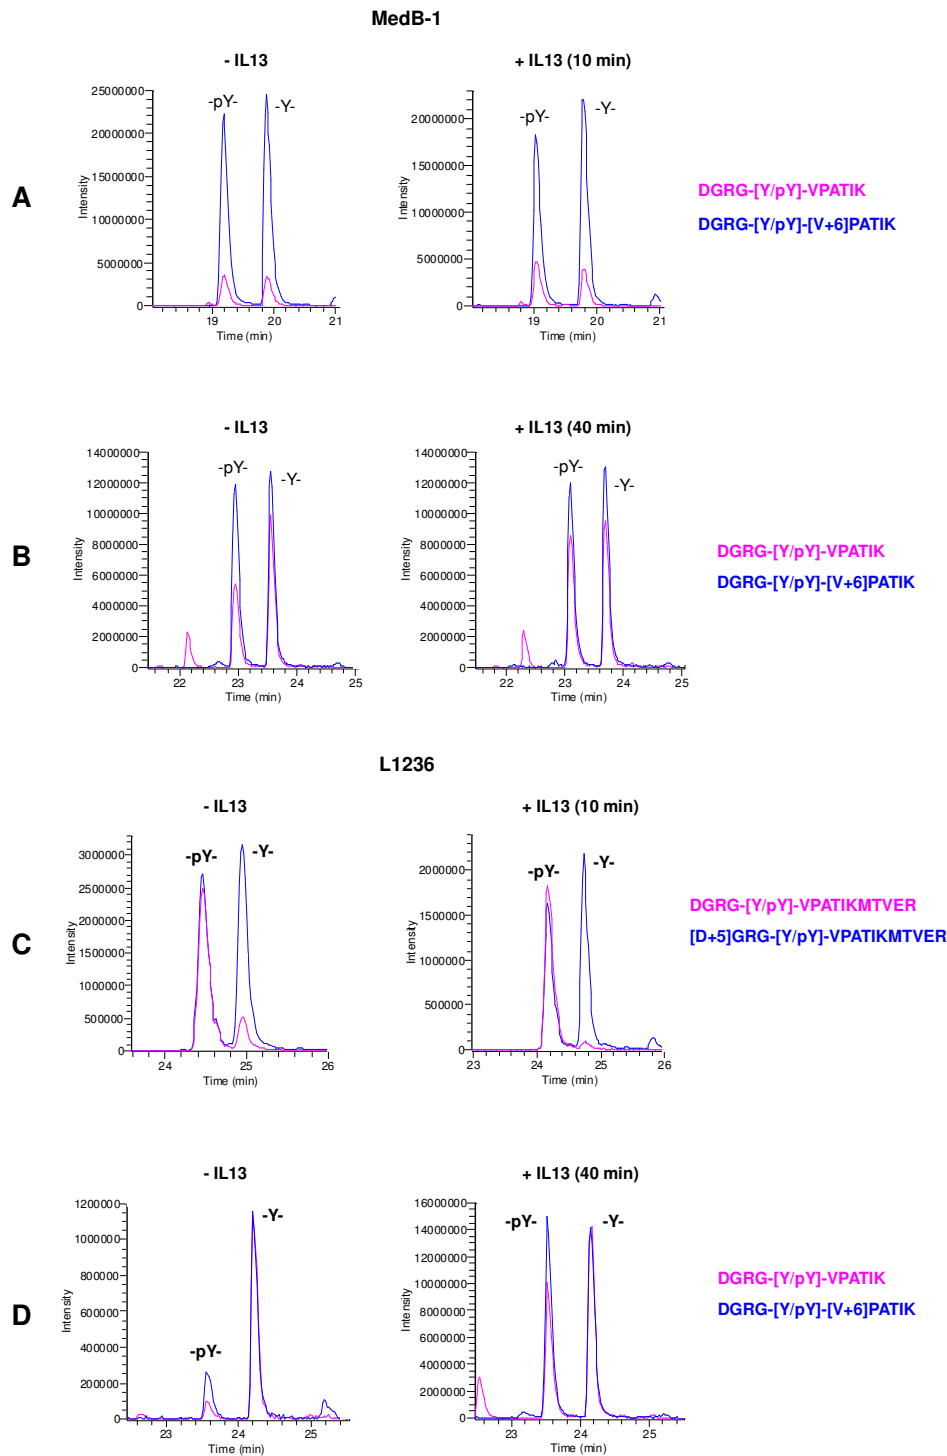 MedB-1
- IL13
+ IL13 (10 min)
A
Intensity
25000000
20000000
15000000
10000000
5000000
0
-pY-
-Y-
19
20
21
Time (min)
Intensity
20000000
15000000
10000000
5000000
0
-pY-
-Y-
19
20
21
Time (min)
DGRG-[Y/pY]-VPATIK
DGRG-[Y/pY]-[V+6]PATIK
- IL13
+ IL13 (40 min)
B
Intensity
14000000
12000000
10000000
8000000
6000000
4000000
2000000
0
-pY-
-Y-
22
23
24
25
Time (min)
Intensity
14000000
12000000
10000000
8000000
6000000
4000000
2000000
0
-pY-
-Y-
22
23
24
25
Time (min)
DGRG-[Y/pY]-VPATIK
DGRG-[Y/pY]-[V+6]PATIK
L1236
- IL13
+ IL13 (10 min)
C
Intensity
3000000
2500000
2000000
1500000
1000000
500000
0
-pY-
-Y-
24
25
26
Time (min)
Intensity
2000000
1500000
1000000
500000
0
-pY-
-Y-
23
24
25
26
Time (min)
DGRG-[Y/pY]-VPATIKMTVER
[D+5]GRG-[Y/pY]-VPATIKMTVER
- IL13
+ IL13 (40 min)
D
Intensity
1200000
1000000
800000
600000
400000
200000
0
-pY-
-Y-
23
24
25
Time (min)
Intensity
16000000
14000000
12000000
10000000
8000000
6000000
4000000
2000000
0
-pY-
-Y-
23
24
25
Time (min)
DGRG-[Y/pY]-VPATIK
DGRG-[Y/pY]-[V+6]PATIK